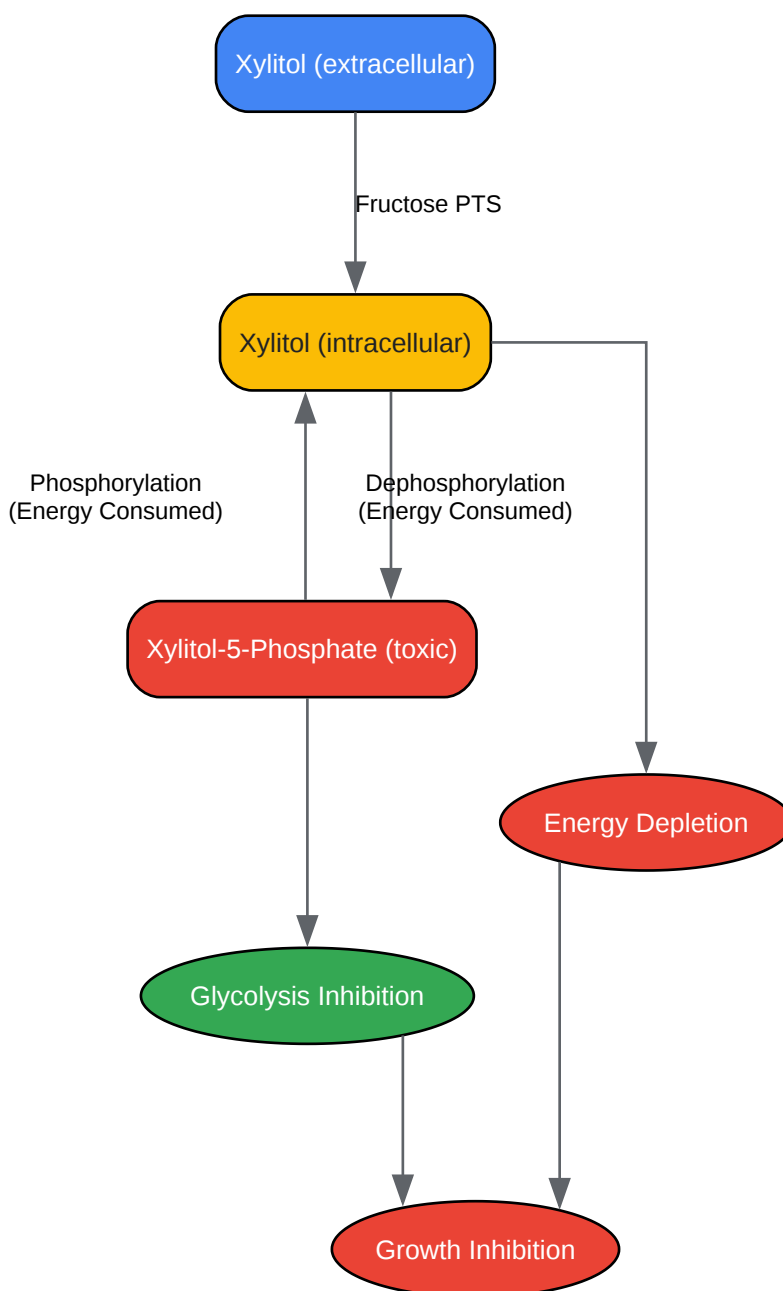 Xylitol (extracellular)
Fructose PTS
Xylitol (intracellular)
Phosphorylation
(Energy Consumed)
Dephosphorylation
(Energy Consumed)
Xylitol-5-Phosphate (toxic)
Energy Depletion
Glycolysis Inhibition
Growth Inhibition